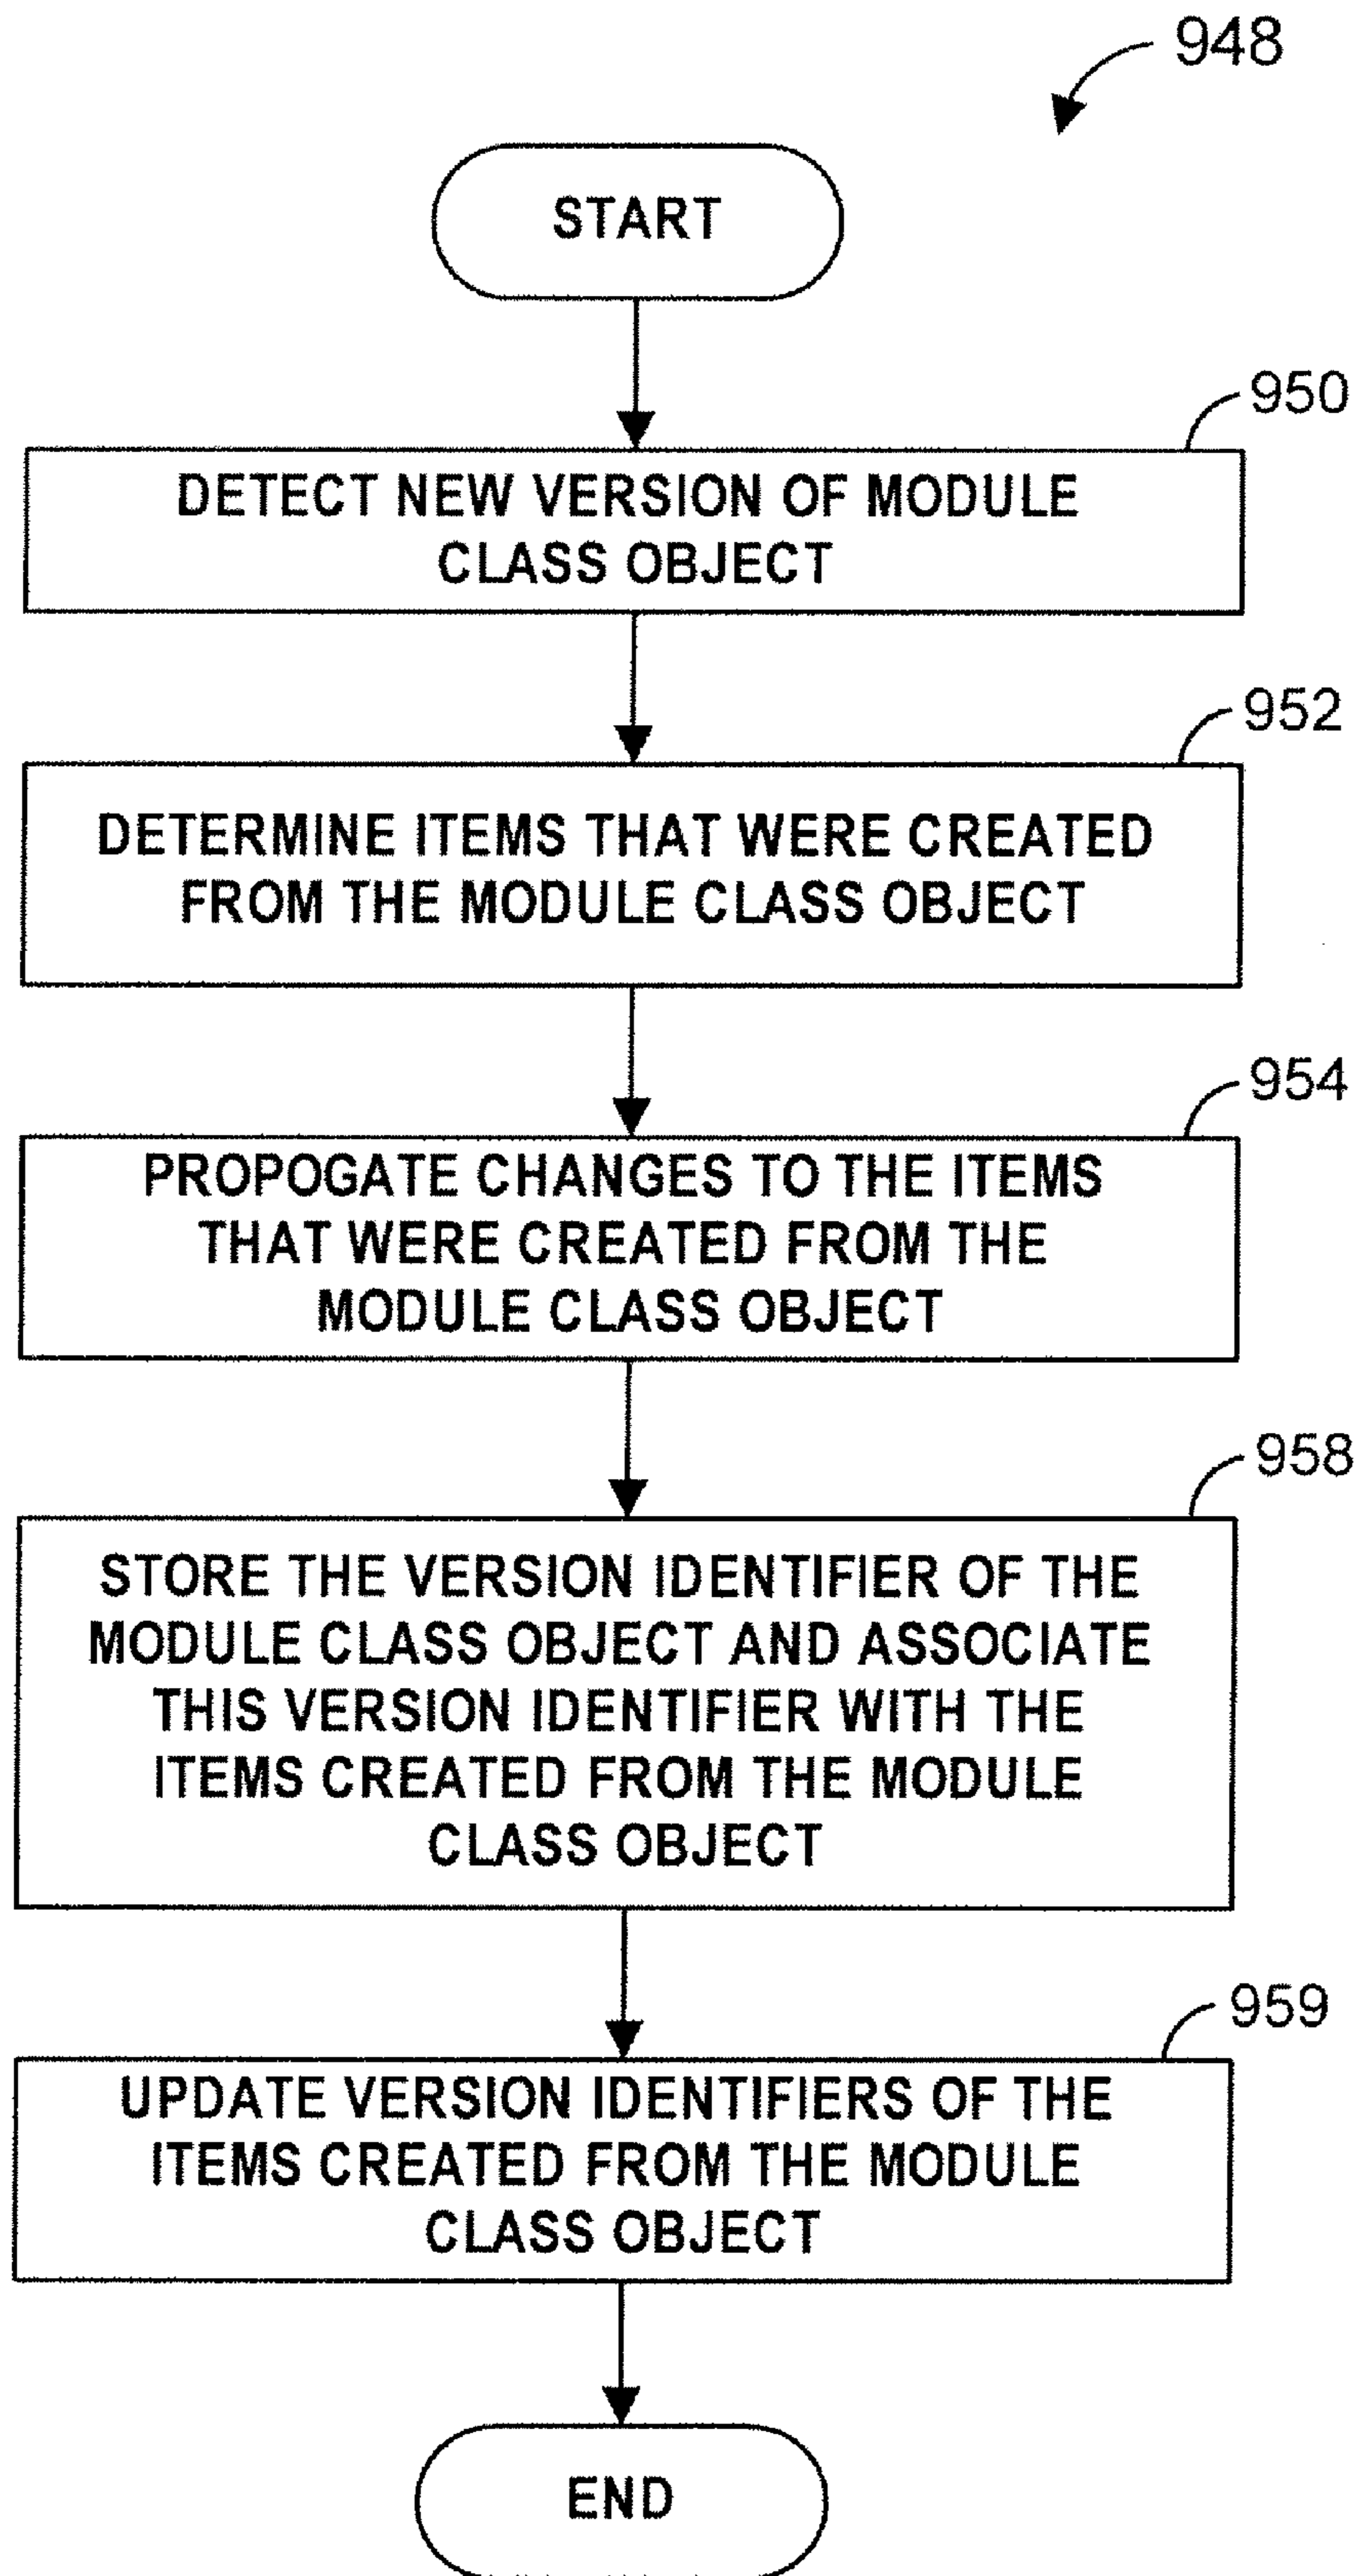 948
START
950
DETECT NEW VERSION OF MODULE
CLASS OBJECT
952
DETERMINE ITEMS THAT WERE CREATED
FROM THE MODULE CLASS OBJECT
954
PROPOGATE CHANGES TO THE ITEMS
THAT WERE CREATED FROM THE
MODULE CLASS OBJECT
958
STORE THE VERSION IDENTIFIER OF THE
MODULE CLASS OBJECT AND ASSOCIATE
THIS VERSION IDENTIFIER WITH THE
ITEMS CREATED FROM THE MODULE
CLASS OBJECT
959
UPDATE VERSION IDENTIFIERS OF THE
ITEMS CREATED FROM THE MODULE
CLASS OBJECT
END